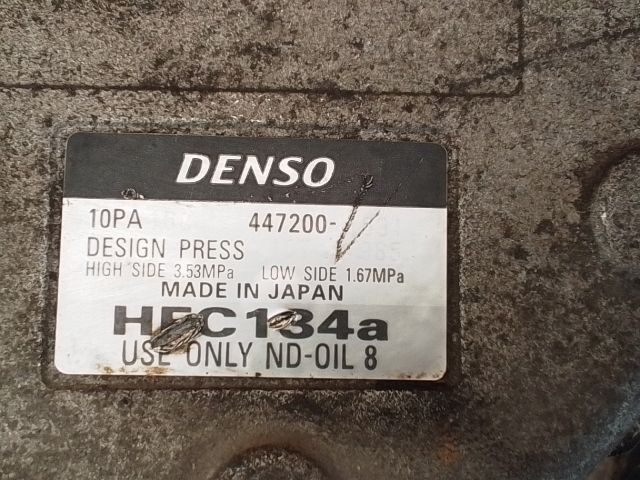 DENSO
10PA 447200-
DESIGN PRESS
HIGH SIDE 3.53MPa LOW SIDE 1.67MPa
MADE IN JAPAN
HFC134a
USE ONLY ND-OIL 8